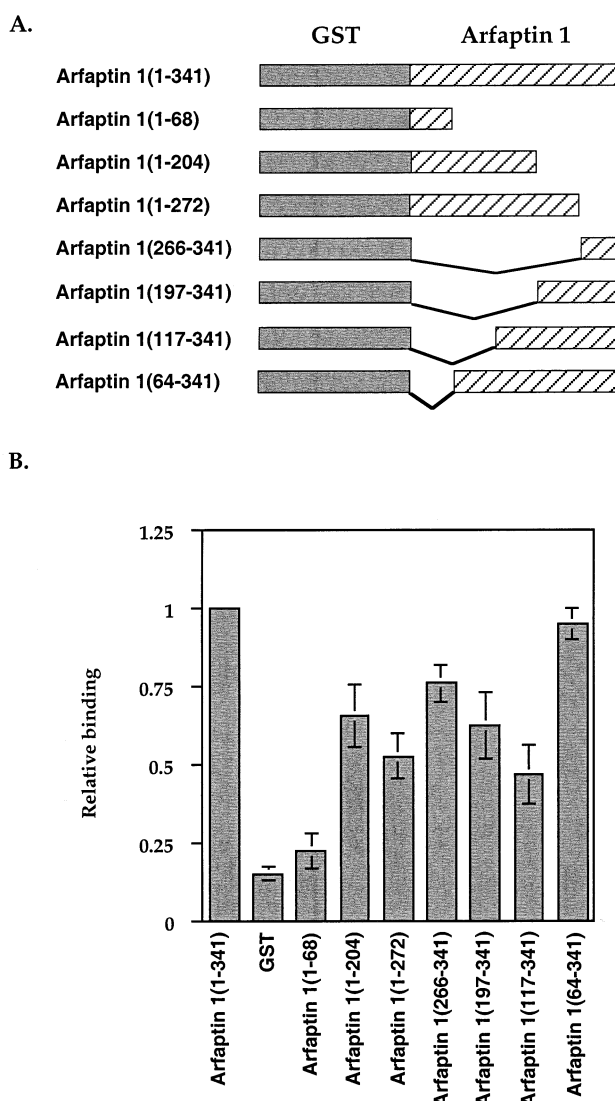 A.
GST Arfaptin 1
Arfaptin 1(1-341)
Arfaptin 1(1-68)
Arfaptin 1(1-204)
Arfaptin 1(1-272)
Arfaptin 1(266-341)
Arfaptin 1(197-341)
Arfaptin 1(117-341)
Arfaptin 1(64-341)
B.
Relative binding
1.25
1
0.75
0.5
0.25
0
Arfaptin 1(1-341)
GST
Arfaptin 1(1-68)
Arfaptin 1(1-204)
Arfaptin 1(1-272)
Arfaptin 1(266-341)
Arfaptin 1(197-341)
Arfaptin 1(117-341)
Arfaptin 1(64-341)